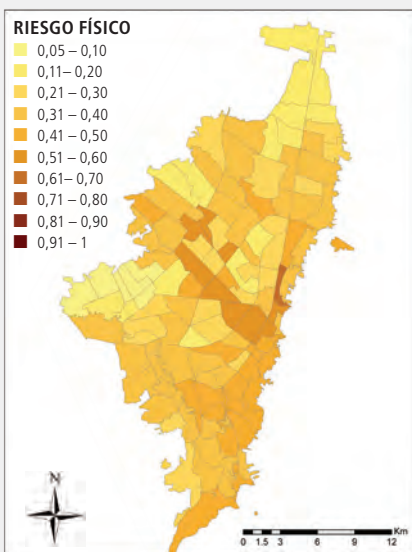 RIESGO FÍSICO
0,05 – 0,10
0,11– 0,20
0,21 – 0,30
0,31 – 0,40
0,41 – 0,50
0,51 – 0,60
0,61– 0,70
0,71 – 0,80
0,81 – 0,90
0,91 – 1
N
Km
0 1.5 3 6 9 12